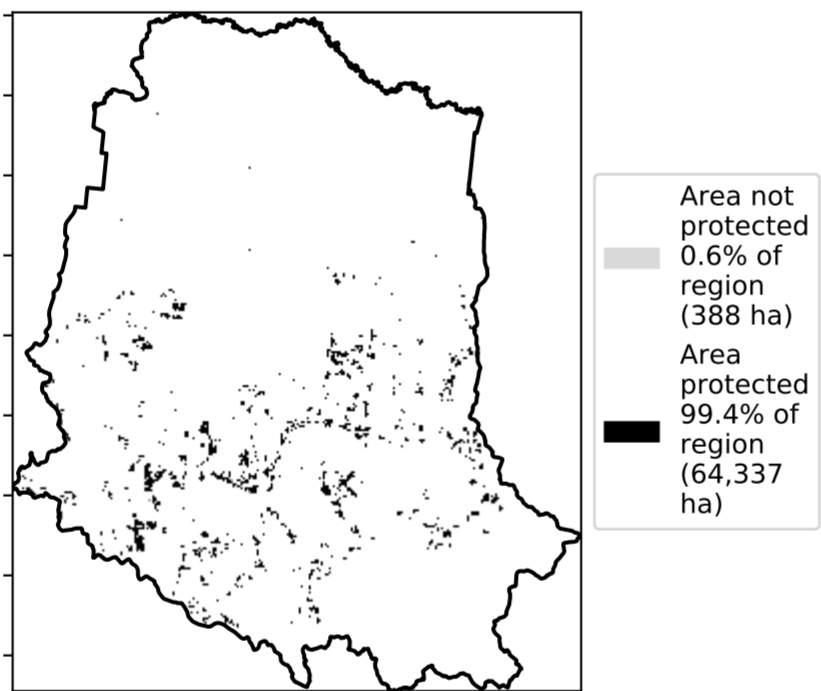 Area not
protected
0.6% of
region
(388 ha)
Area
protected
99.4% of
region
(64,337
ha)